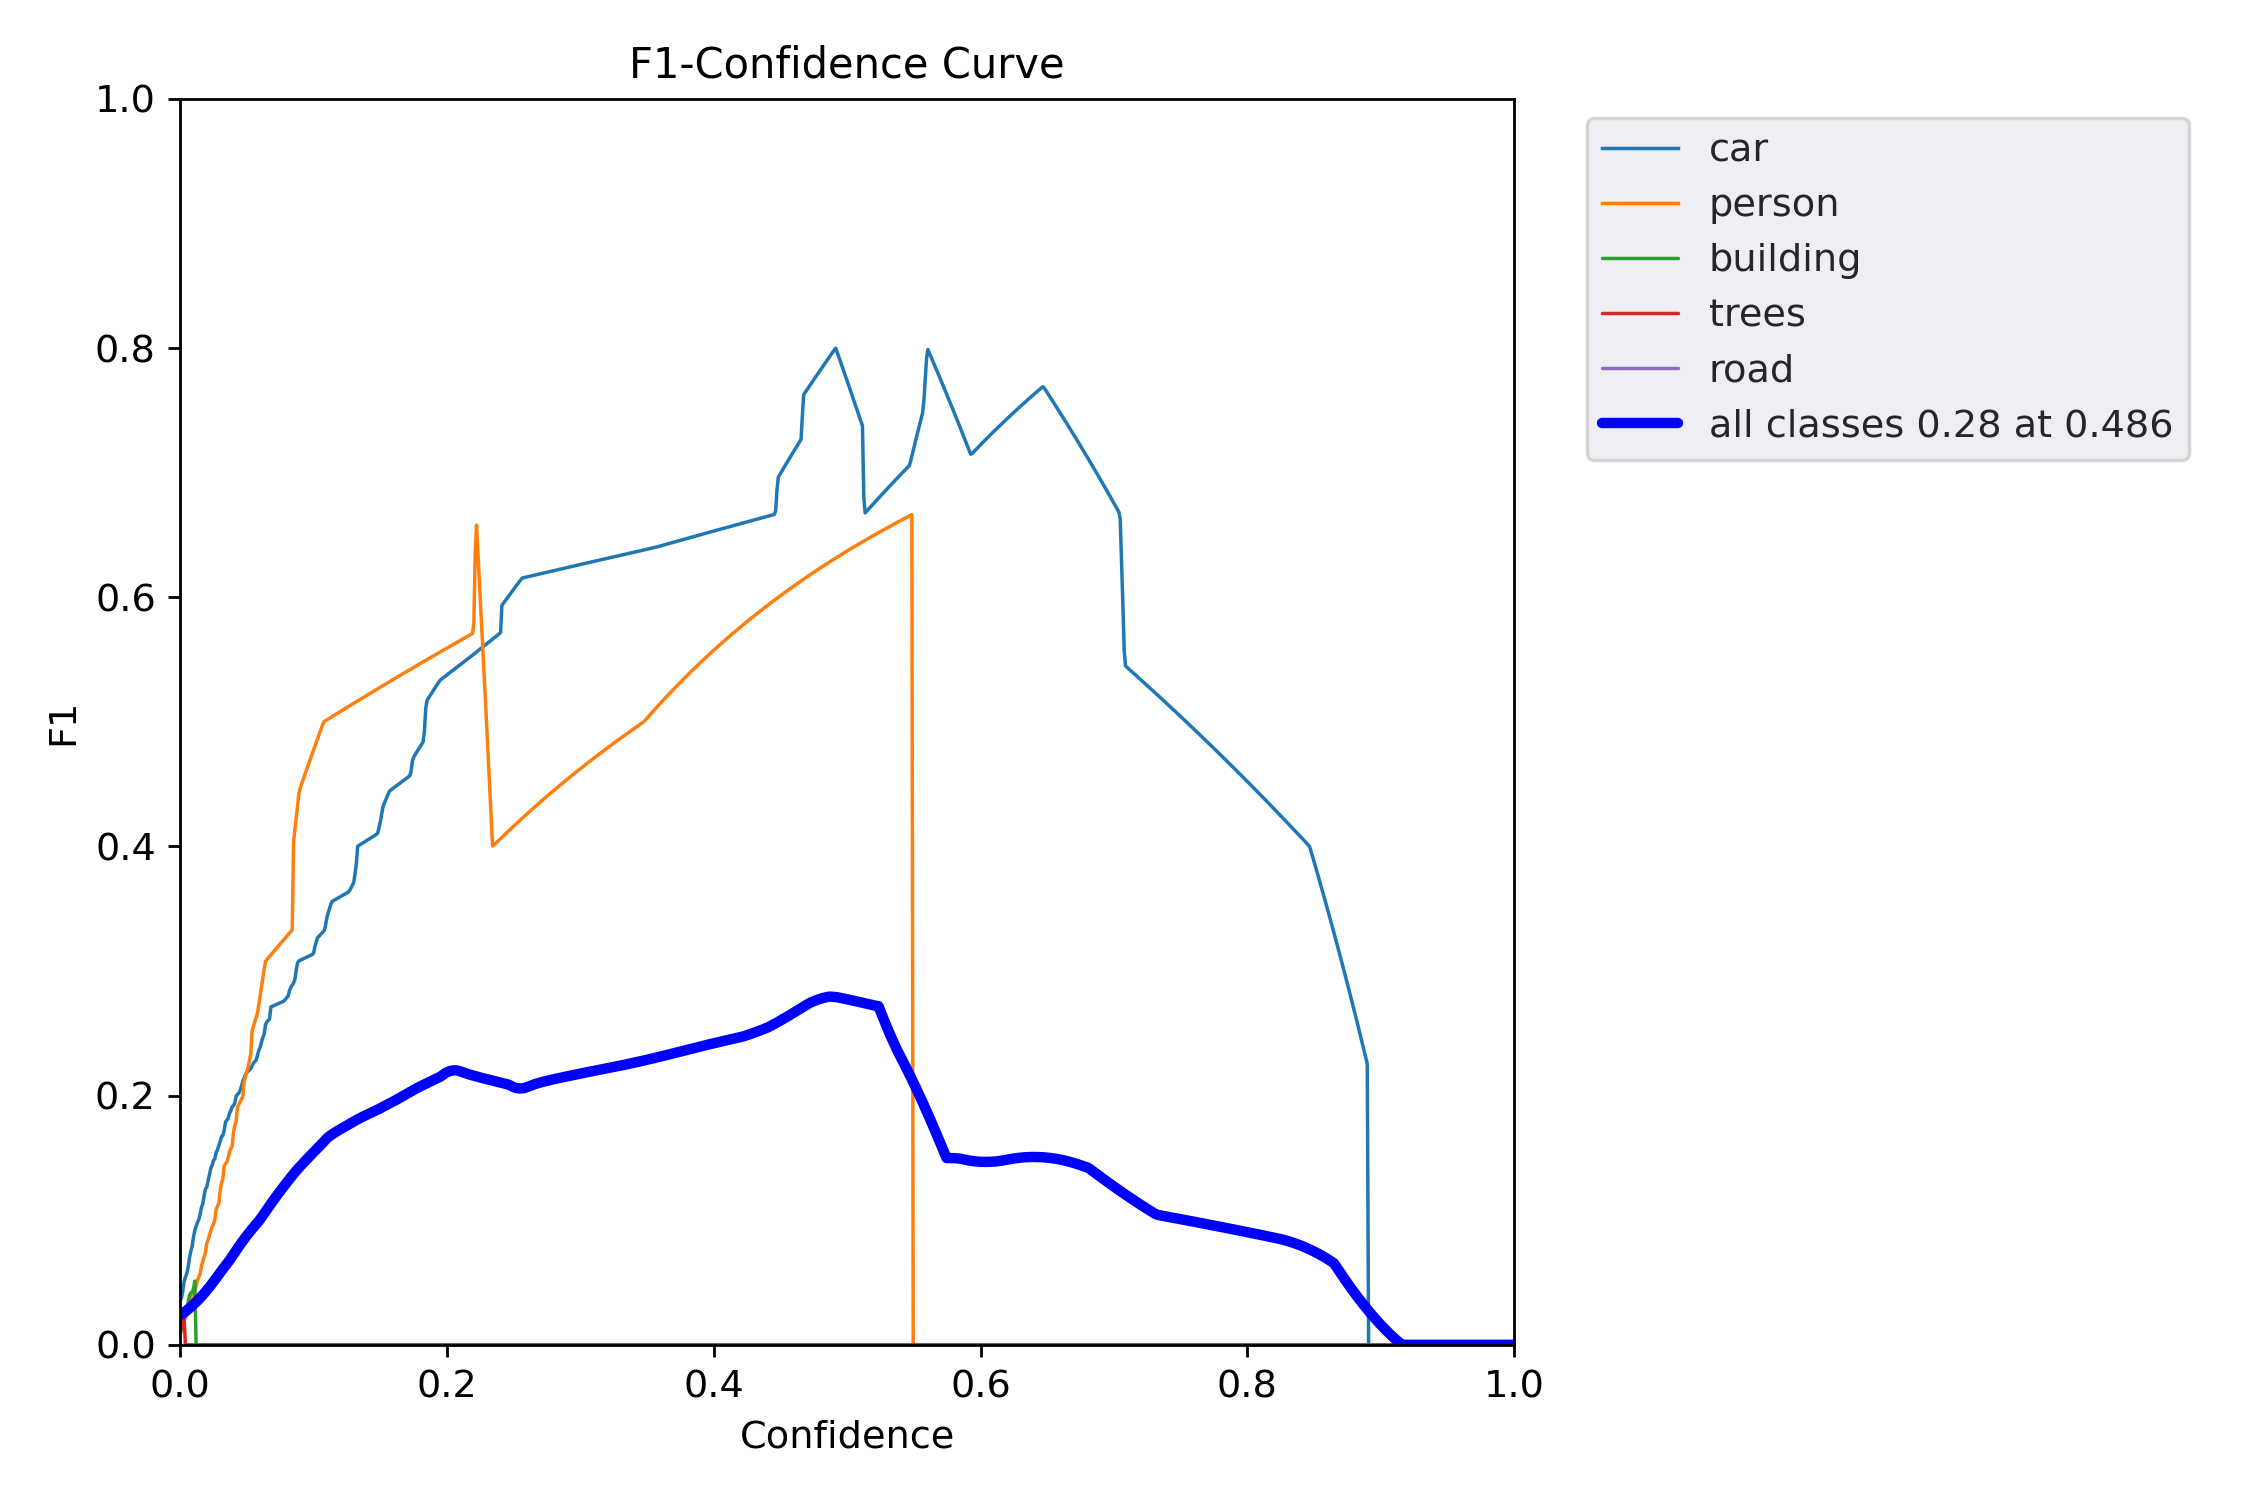 F1-Confidence Curve
1.0
0.8
0.6
0.4
0.2
0.0
F1
0.0 0.2 0.4 0.6 0.8 1.0
Confidence
car
person
building
trees
road
all classes 0.28 at 0.486